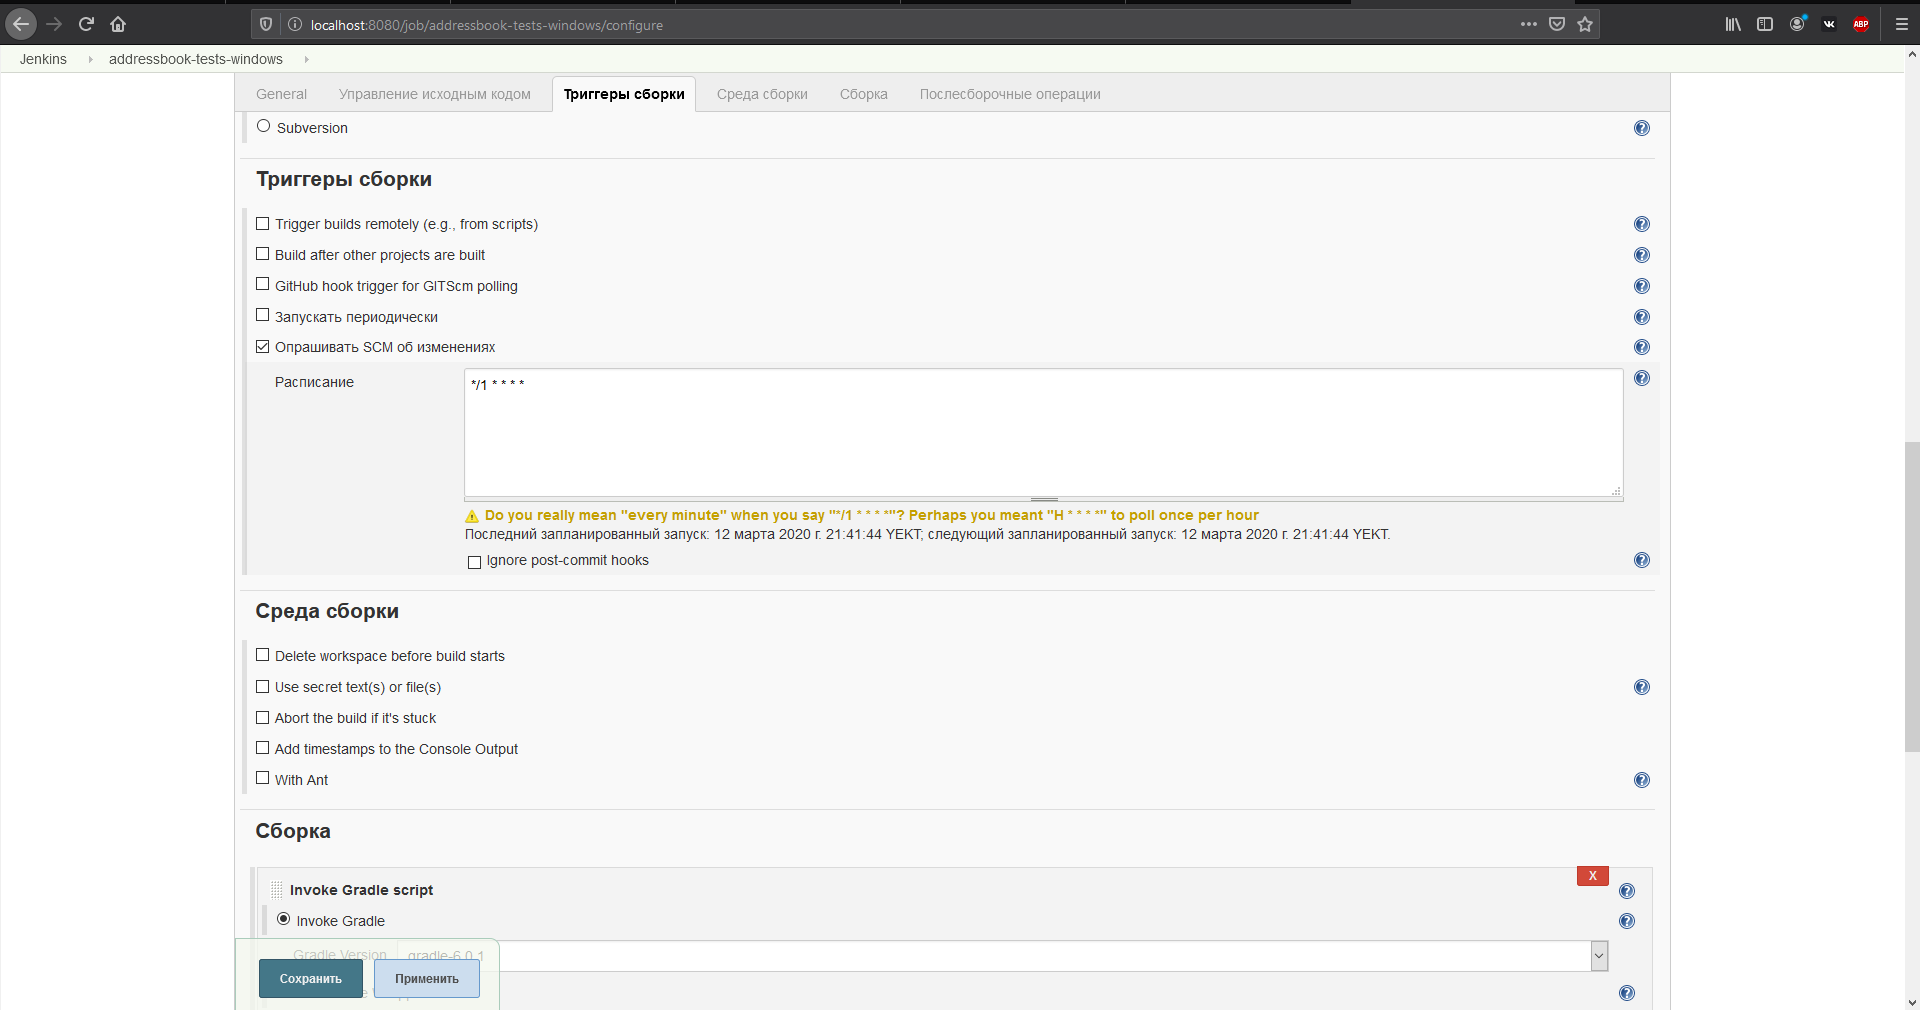 localhost:8080/job/addressbook-tests-windows/configure
ABP
Jenkins addressbook-tests-windows
General Управление исходным кодом Триггеры сборки Среда сборки Сборка Послесборочные операции
Subversion
Триггеры сборки
Trigger builds remotely (e.g., from scripts)
Build after other projects are built
GitHub hook trigger for GITScm polling
Запускать периодически
Опрашивать SCM об изменениях
Расписание
*/1 * * * *
Do you really mean "every minute" when you say "*/1 * * * *"? Perhaps you meant "H * * * *" to poll once per hour
Последний запланированный запуск: 12 марта 2020 г. 21:41:44 YEKT; следующий запланированный запуск: 12 марта 2020 г. 21:41:44 YEKT.
Ignore post-commit hooks
Среда сборки
Delete workspace before build starts
Use secret text(s) or file(s)
Abort the build if it's stuck
Add timestamps to the Console Output
With Ant
Сборка
X
Invoke Gradle script
Invoke Gradle
Gradle Version gradle-6.0.1
Сохранить Применить